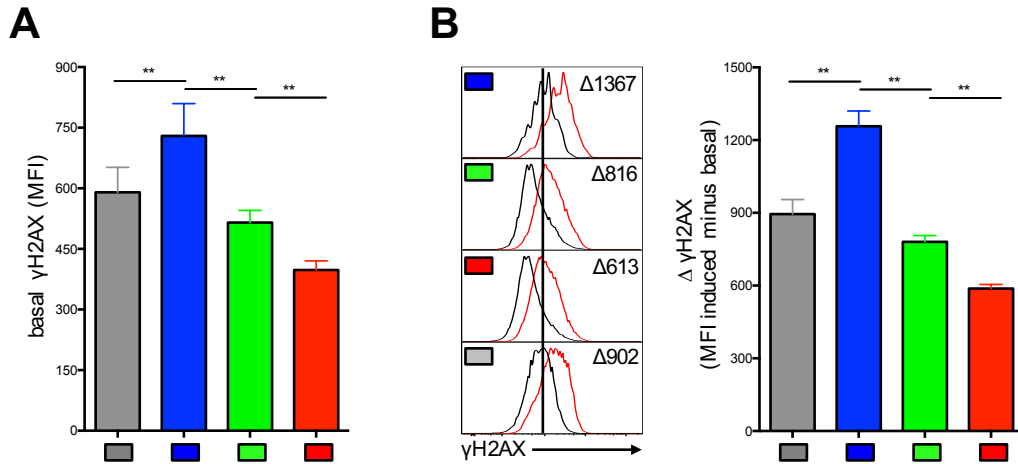 A
basal γH2AX (MFI)
900
750
600
450
300
150
0
**
**
**
B
Δ1367
Δ816
Δ613
Δ902
γH2AX
Δ γH2AX
(MFI induced minus basal)
1500
1200
900
600
300
0
**
**
**